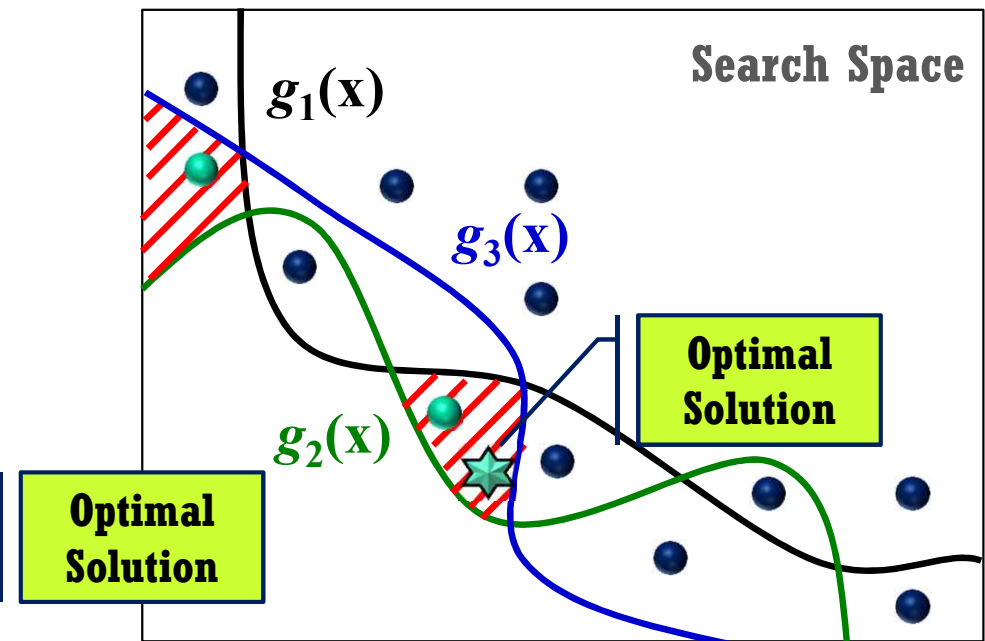 Search Space
g₁(x)
g₃(x)
Optimal
Solution
g₂(x)
Optimal
Solution